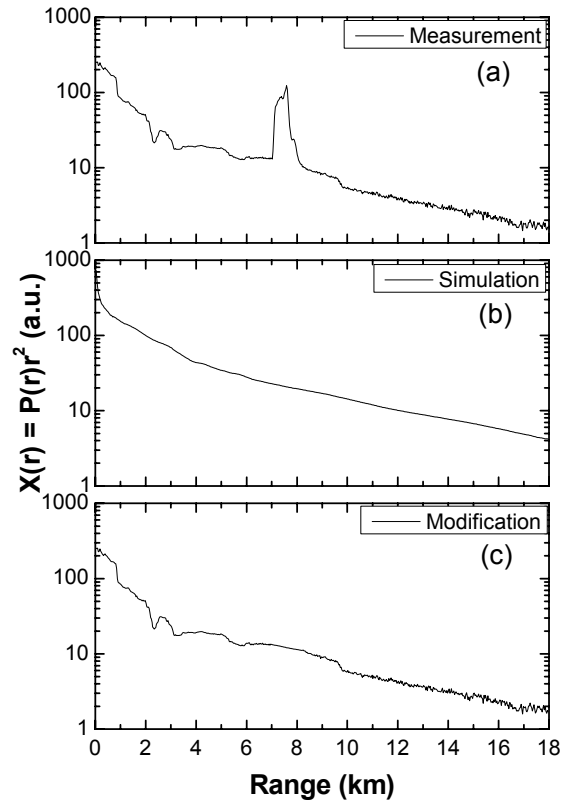 1000
Measurement
(a)
100
10
1
1000
Simulation
(b)
100
10
1
X(r) = P(r)r² (a.u.)
1000
Modification
(c)
100
10
1
0 2 4 6 8 10 12 14 16 18
Range (km)